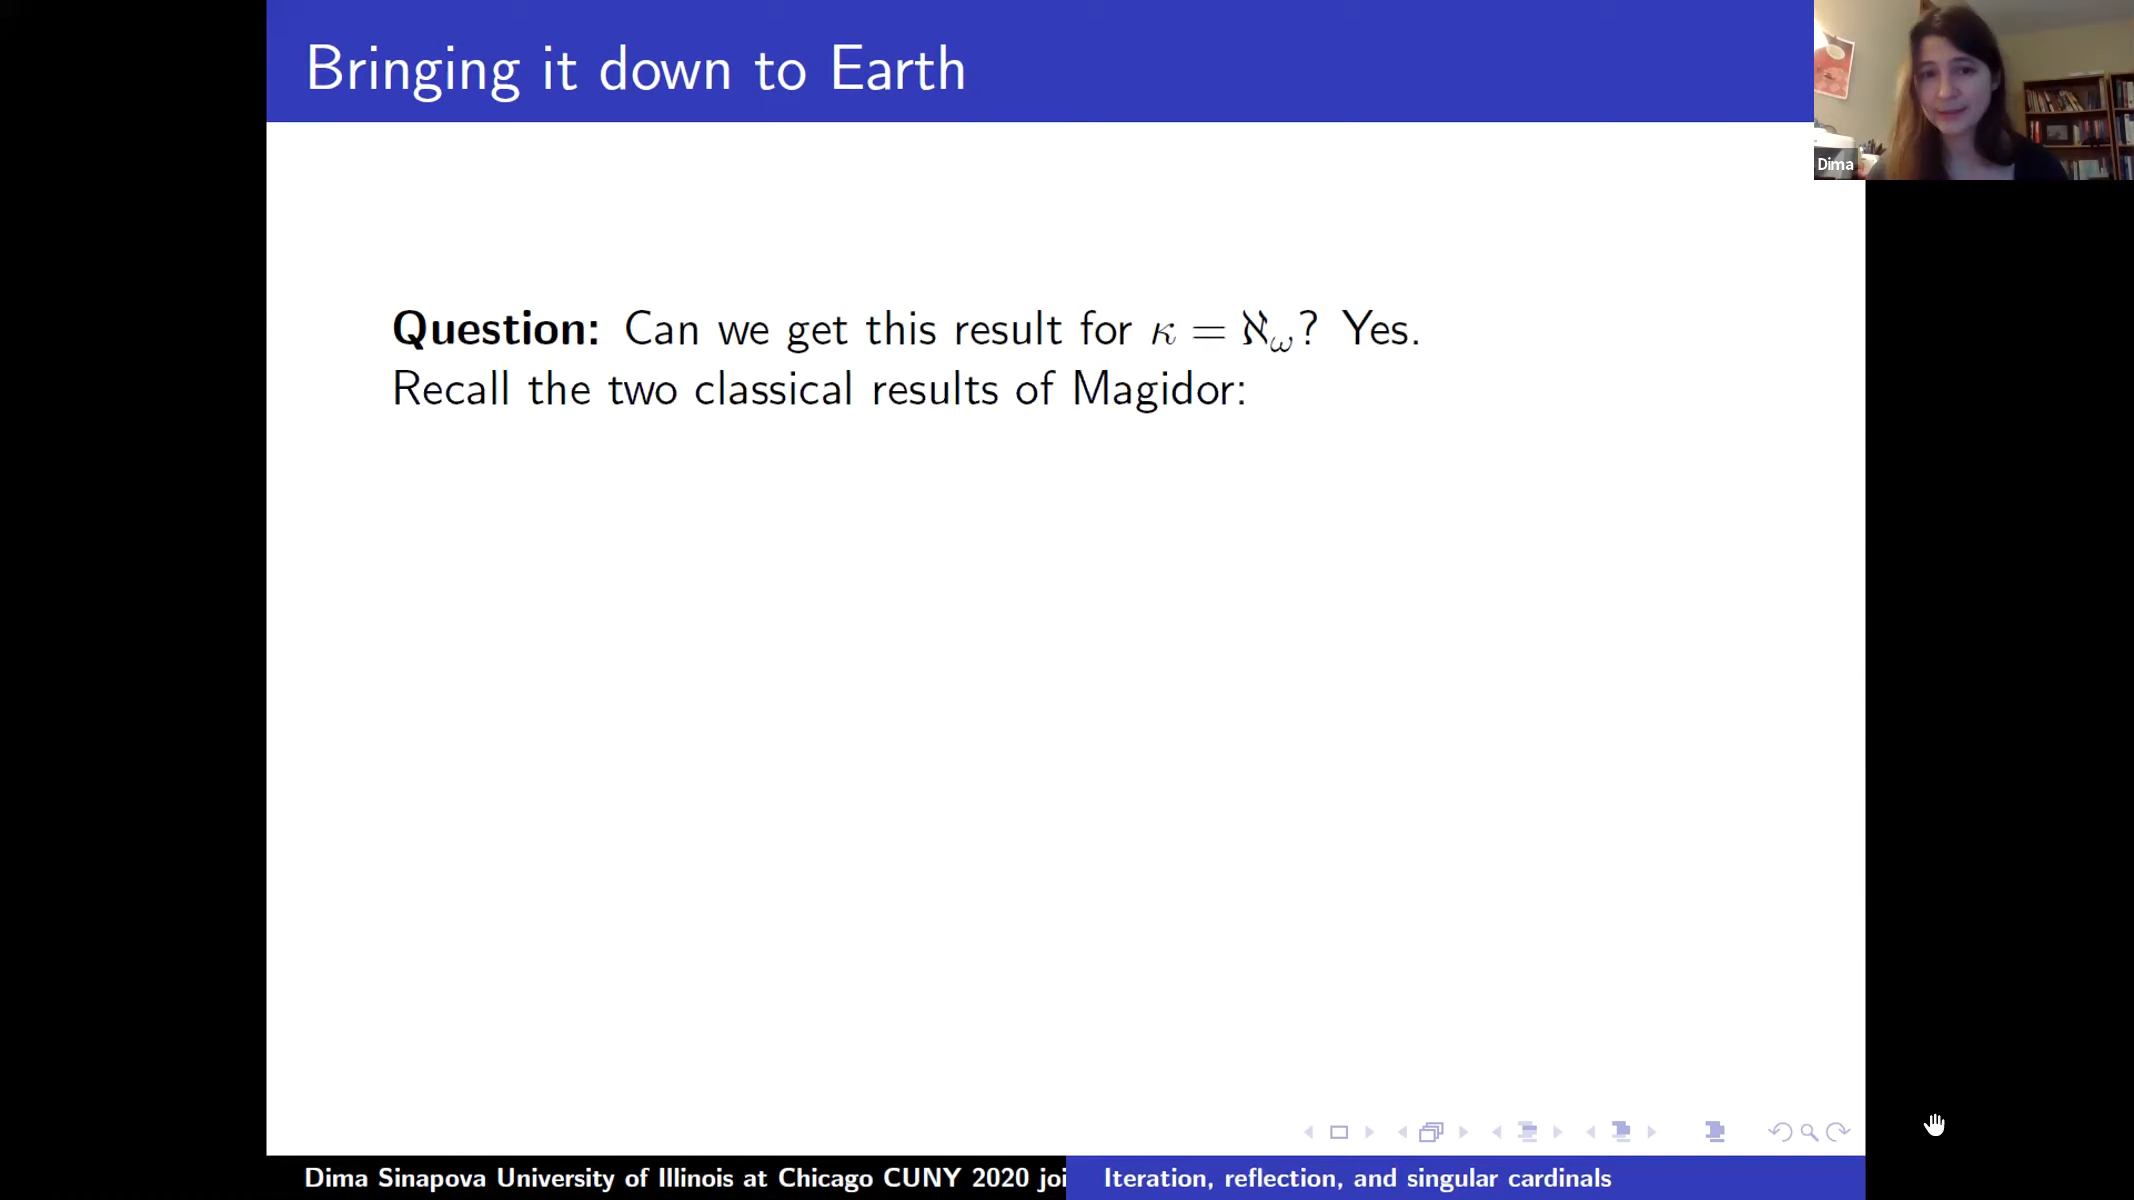 Bringing it down to Earth
Dima
Question: Can we get this result for κ = ℵ_ω? Yes.
Recall the two classical results of Magidor:
Dima Sinapova University of Illinois at Chicago CUNY 2020 joi
Iteration, reflection, and singular cardinals